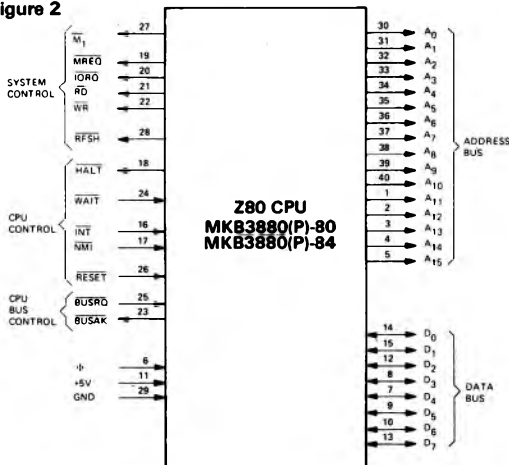 igure 2
SYSTEM
CONTROL
M1 27
MREQ 19
IORQ 20
RD 21
WR 22
RFSH 28
CPU
CONTROL
HALT 18
WAIT 24
INT 16
NMI 17
RESET 26
CPU
BUS
CONTROL
BUSRQ 25
BUSAK 23
ϕ 6
+5V 11
GND 29
Z80 CPU
MKB3880(P)-80
MKB3880(P)-84
30 A0
31 A1
32 A2
33 A3
34 A4
35 A5
36 A6
37 A7
38 A8
39 A9
40 A10
1 A11
2 A12
3 A13
4 A14
5 A15
ADDRESS
BUS
14 D0
15 D1
12 D2
8 D3
7 D4
9 D5
10 D6
13 D7
DATA
BUS